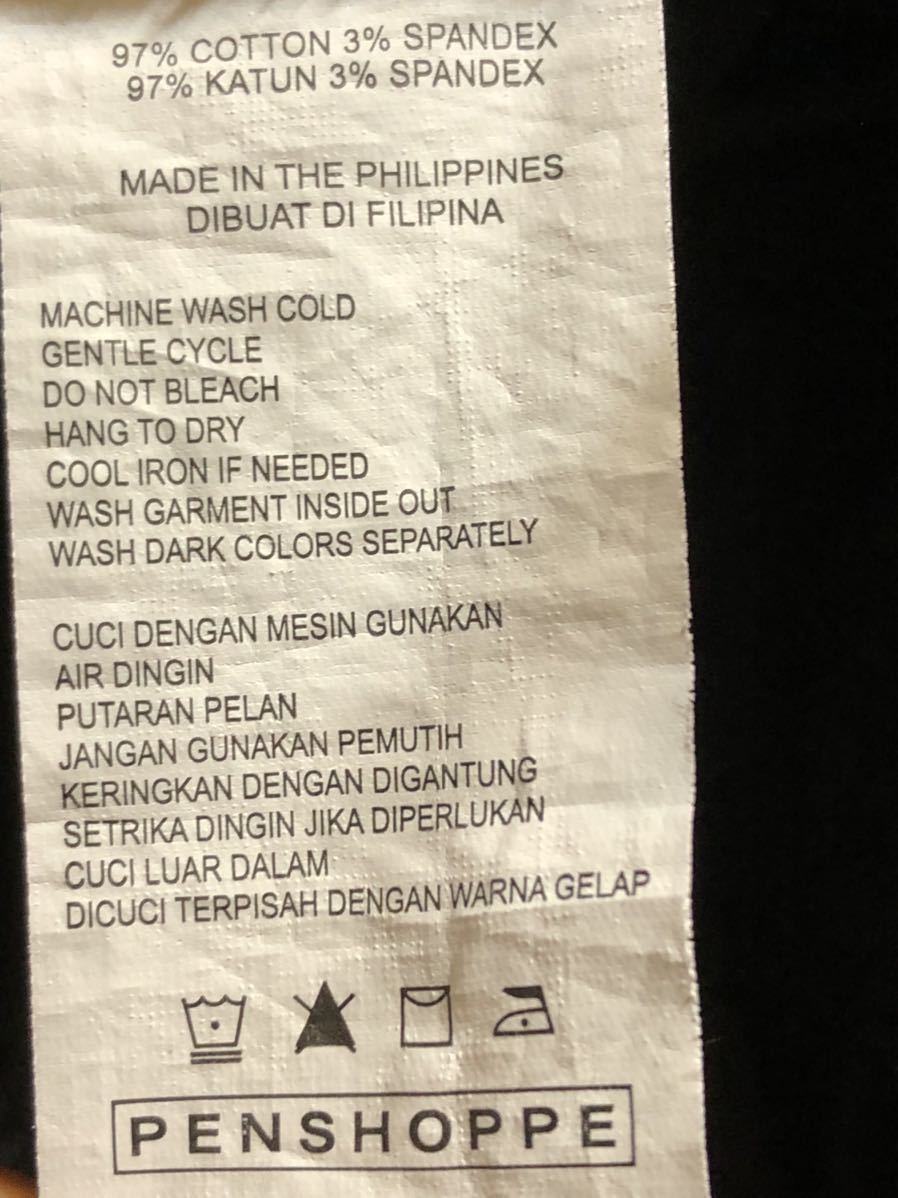 97% COTTON 3% SPANDEX
97% KATUN 3% SPANDEX
MADE IN THE PHILIPPINES
DIBUAT DI FILIPINA
MACHINE WASH COLD
GENTLE CYCLE
DO NOT BLEACH
HANG TO DRY
COOL IRON IF NEEDED
WASH GARMENT INSIDE OUT
WASH DARK COLORS SEPARATELY
CUCI DENGAN MESIN GUNAKAN
AIR DINGIN
PUTARAN PELAN
JANGAN GUNAKAN PEMUTIH
KERINGKAN DENGAN DIGANTUNG
SETRIKA DINGIN JIKA DIPERLUKAN
CUCI LUAR DALAM
DICUCI TERPISAH DENGAN WARNA GELAP
PENSHOPPE